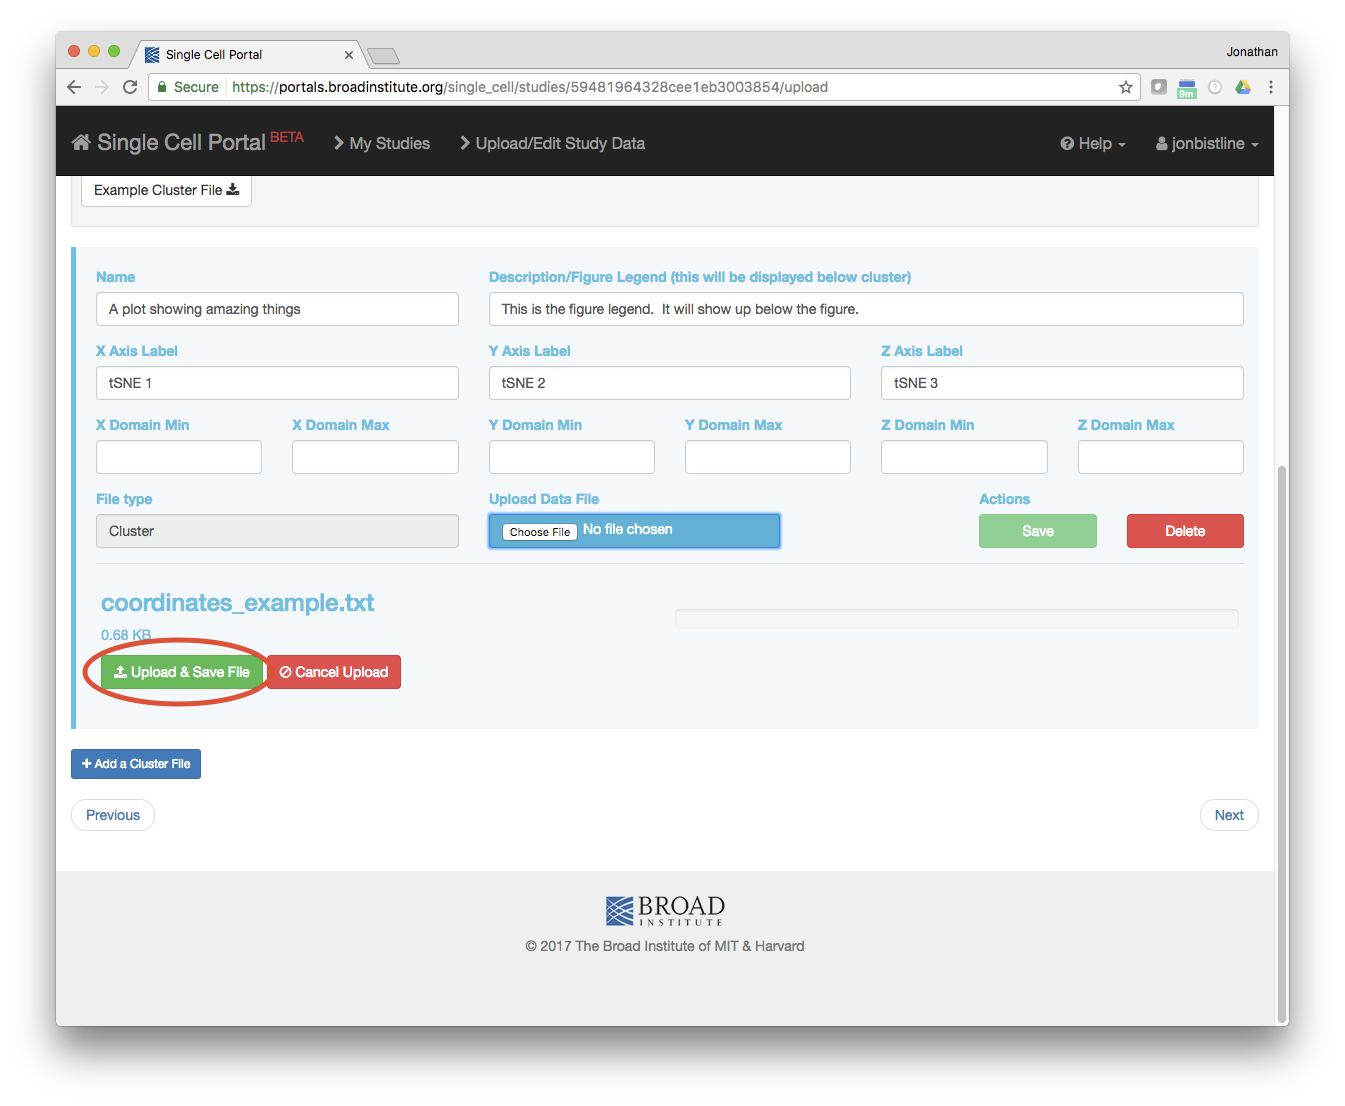 Single Cell Portal
Jonathan
Secure https://portals.broadinstitute.org/single_cell/studies/59481964328cee1eb3003854/upload
9m
Single Cell Portal BETA My Studies Upload/Edit Study Data Help jonbistline
Example Cluster File
Name Description/Figure Legend (this will be displayed below cluster)
A plot showing amazing things This is the figure legend.  It will show up below the figure.
X Axis Label Y Axis Label Z Axis Label
tSNE 1 tSNE 2 tSNE 3
X Domain Min X Domain Max Y Domain Min Y Domain Max Z Domain Min Z Domain Max
File type Upload Data File Actions
Cluster Choose File No file chosen Save Delete
coordinates_example.txt
0.68 KB
Upload & Save File Cancel Upload
+ Add a Cluster File
Previous Next
BROAD
INSTITUTE
© 2017 The Broad Institute of MIT & Harvard